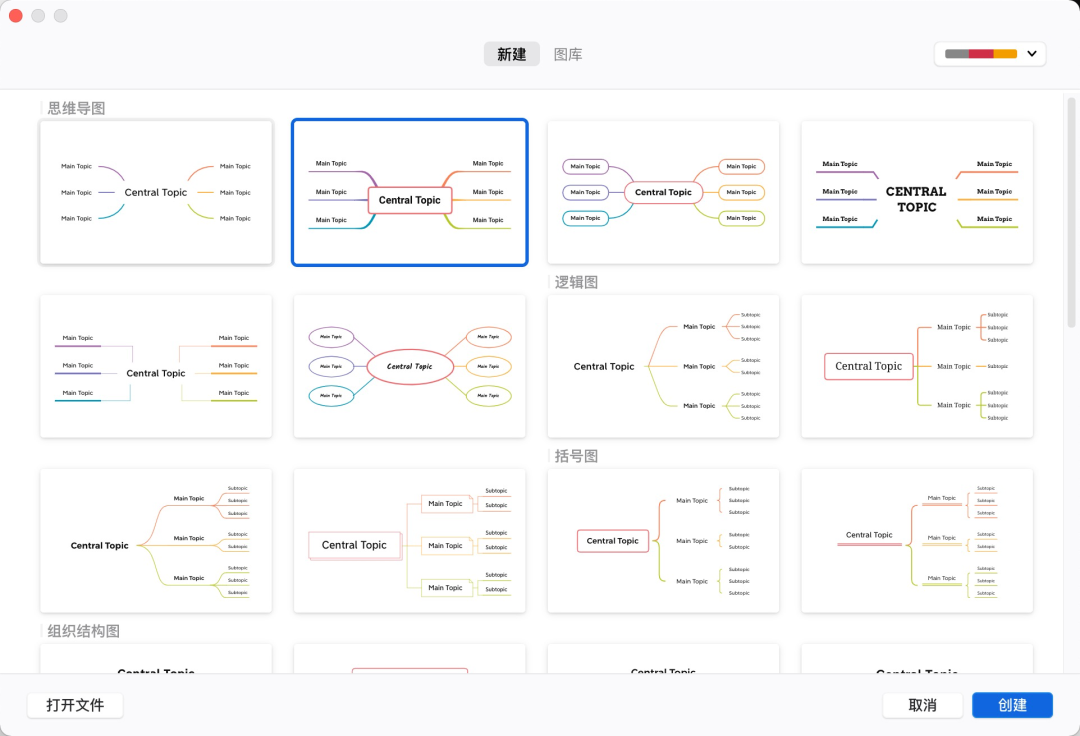 新建 图库
思维导图
Main Topic
Main Topic
Main Topic
Central Topic
Main Topic
Main Topic
Main Topic
Main Topic
Main Topic
Main Topic
Central Topic
Main Topic
Main Topic
Main Topic
Main Topic
Main Topic
Main Topic
Central Topic
Main Topic
Main Topic
Main Topic
Main Topic
Main Topic
Main Topic
CENTRAL
TOPIC
Main Topic
Main Topic
Main Topic
Main Topic
Main Topic
Main Topic
Central Topic
Main Topic
Main Topic
Main Topic
Main Topic
Main Topic
Main Topic
Central Topic
Main Topic
Main Topic
Main Topic
逻辑图
Central Topic
Main Topic
Subtopic
Subtopic
Subtopic
Main Topic
Subtopic
Subtopic
Main Topic
Subtopic
Subtopic
Subtopic
Central Topic
Main Topic
Subtopic
Subtopic
Subtopic
Main Topic
Subtopic
Main Topic
Subtopic
Subtopic
Subtopic
Central Topic
Main Topic
Subtopic
Subtopic
Subtopic
Main Topic
Subtopic
Subtopic
Main Topic
Subtopic
Subtopic
Subtopic
Central Topic
Main Topic
Subtopic
Subtopic
Main Topic
Subtopic
Subtopic
Main Topic
Subtopic
Subtopic
括号图
Central Topic
Main Topic
Subtopic
Subtopic
Subtopic
Main Topic
Subtopic
Subtopic
Main Topic
Subtopic
Subtopic
Subtopic
Central Topic
Main Topic
Subtopic
Subtopic
Subtopic
Main Topic
Subtopic
Subtopic
Main Topic
Subtopic
Subtopic
Subtopic
组织结构图
Central Topic
Central Topic
Central Topic
打开文件
取消
创建